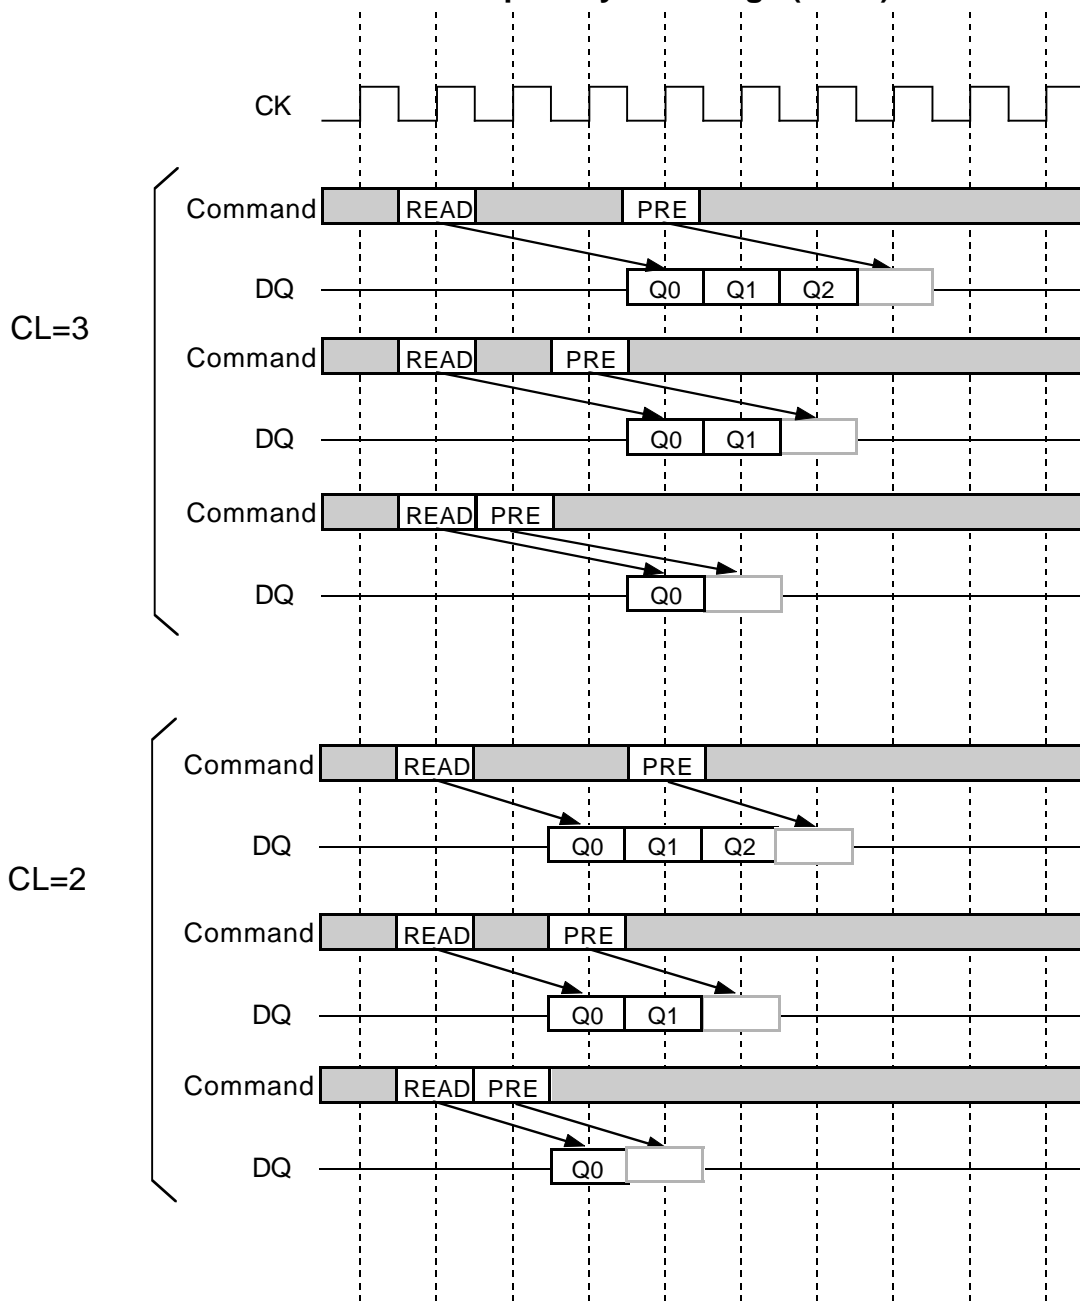 CK
Command READ PRE
DQ Q0 Q1 Q2
CL=3
Command READ PRE
DQ Q0 Q1
Command READ PRE
DQ Q0
Command READ PRE
DQ Q0 Q1 Q2
CL=2
Command READ PRE
DQ Q0 Q1
Command READ PRE
DQ Q0